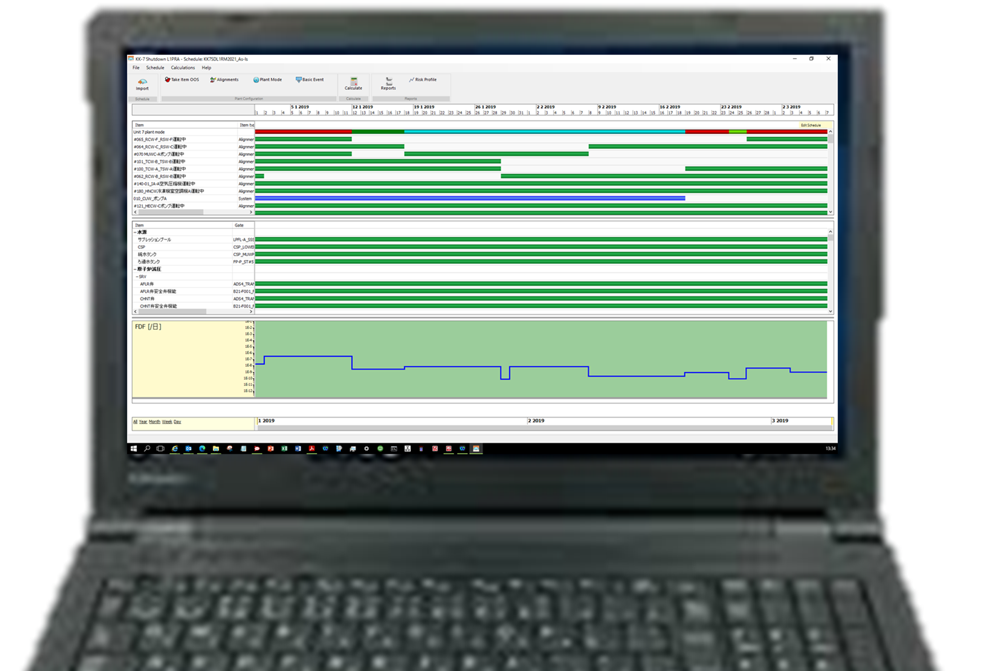 KK-7 Shutdown L1PRA - Schedule: KK7SDL1RM2021_As-Is
File Schedule Calculations Help
Import Take Item OOS Alignments Plant Mode Basic Event Calculate Reports Risk Profile
Schedule Plant Configuration Calculate Reports
5 1 2019 12 1 2019 19 1 2019 26 1 2019 2 2 2019 9 2 2019 16 2 2019 23 2 2019 2 3 2019
1 2 3 4 5 6 7 8 9 10 11 12 13 14 15 16 17 18 19 20 21 22 23 24 25 26 27 28 29 30 31 1 2 3 4 5 6 7 8 9 10 11 12 13 14 15 16 17 18 19 20 21 22 23 24 25 26 27 28 1 2 3 4 5 6 7
Item Item typ Edit Schedule
Unit 7 plant mode
#065_RCW-F_RSW-F運転中 Alignmer
#064_RCW-C_RSW-C運転中 Alignmer
#070 MUWC-Aポンプ運転中 Alignmer
#101_TCW-B_TSW-B運転中 Alignmer
#100_TCW-A_TSW-A運転中 Alignmer
#062_RCW-B_RSW-B運転中 Alignmer
#140-01_IA-A空気圧縮機運転中 Alignmer
#180_HNCW冷凍機室空調機A運転中 Alignmer
010_CUW_ポンプA System
#121_HECW-Cポンプ運転中 Alignmer
Item Gate
水源
サプレッションプール LPFL-A_SSS
CSP CSP_LOWE
純水タンク CSP_MUWP
ろ過水タンク FP-P_ST#5
原子炉減圧
SRV
AFLR弁 ADS4_TRAN
AFLR弁安全弁機能 B21-F001_F
CHNT弁 ADS4_TRAN
CHNT弁安全弁機能 B21-F001_F
FDF [/日]
1E-1
1E-2
1E-3
1E-4
1E-5
1E-6
1E-7
1E-8
1E-9
1E-10
1E-11
1E-12
All Year Month Week Day 1 2019 2 2019 3 2019
13:34